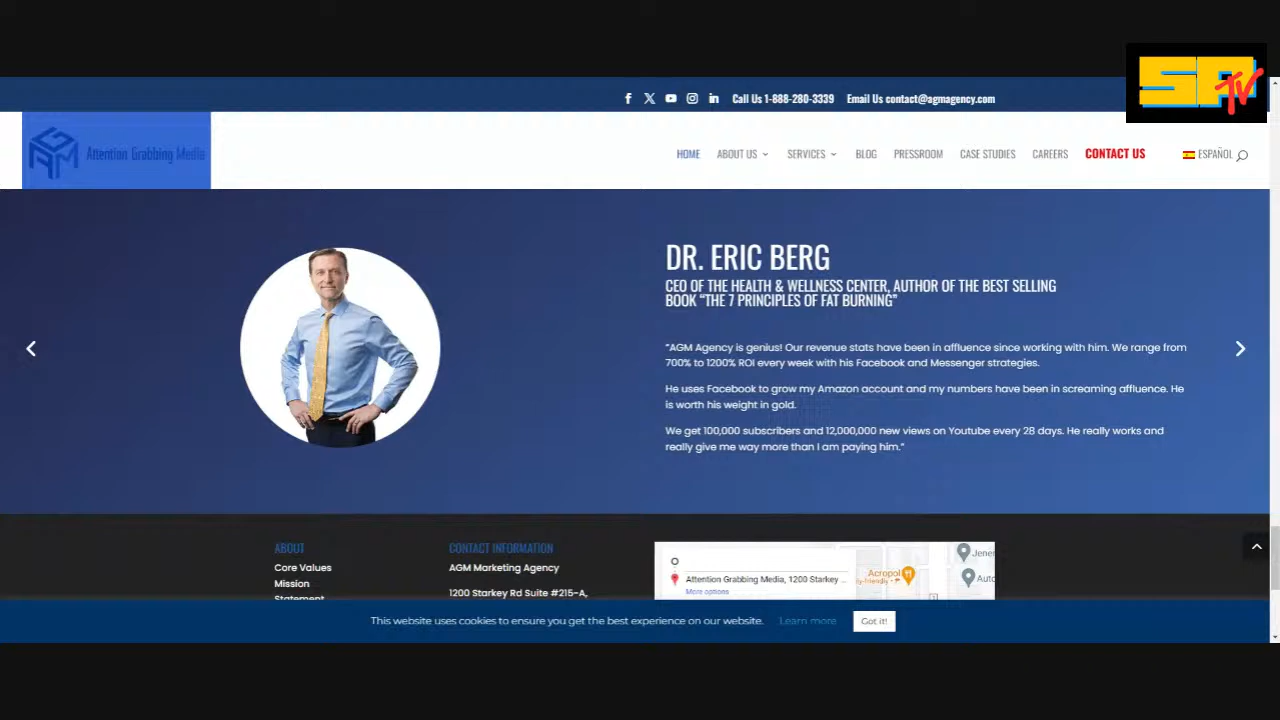 SP TV
Call Us 1-888-280-3339 Email Us contact@agmagency.com
AGM Attention Grabbing Media
HOME ABOUT US SERVICES BLOG PRESSROOM CASE STUDIES CAREERS CONTACT US ESPAÑOL
DR. ERIC BERG
CEO OF THE HEALTH & WELLNESS CENTER, AUTHOR OF THE BEST SELLING
BOOK “THE 7 PRINCIPLES OF FAT BURNING”
“AGM Agency is genius! Our revenue stats have been in affluence since working with him. We range from
700% to 1200% ROI every week with his Facebook and Messenger strategies.
He uses Facebook to grow my Amazon account and my numbers have been in screaming affluence. He
is worth his weight in gold.
We get 100,000 subscribers and 12,000,000 new views on Youtube every 28 days. He really works and
really give me way more than I am paying him.”
ABOUT
Core Values
Mission
Statement
CONTACT INFORMATION
AGM Marketing Agency
1200 Starkey Rd Suite #215-A,
Attention Grabbing Media, 1200 Starkey ...
More options
Acropol
y-friendly
Jener
Auto
This website uses cookies to ensure you get the best experience on our website. Learn more Got it!